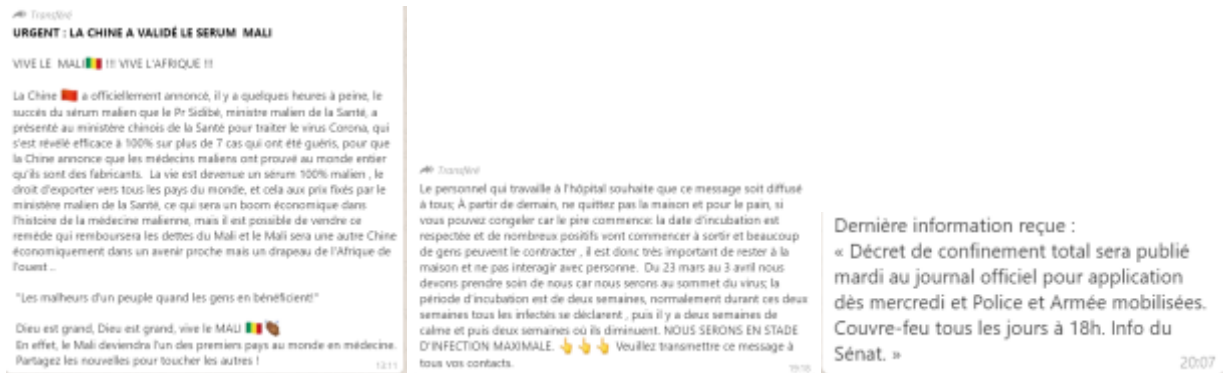 Transféré
URGENT : LA CHINE A VALIDÉ LE SERUM MALI
VIVE LE MALI🇲🇱 !!! VIVE L'AFRIQUE !!!
La Chine 🇨🇳 a officiellement annoncé, il y a quelques heures à peine, le
succès du sérum malien que le Pr Sidibé, ministre malien de la Santé, a
présenté au ministère chinois de la Santé pour traiter le virus Corona, qui
s'est révélé efficace à 100% sur plus de 7 cas qui ont été guéris, pour que
la Chine annonce que les médecins maliens ont prouvé au monde entier
qu'ils sont des fabricants. La vie est devenue un sérum 100% malien , le
droit d'exporter vers tous les pays du monde, et cela aux prix fixés par le
ministère malien de la Santé, ce qui sera un boom économique dans
l'histoire de la médecine malienne, mais il est possible de vendre ce
remède qui remboursera les dettes du Mali et le Mali sera une autre Chine
économiquement dans un avenir proche mais un drapeau de l'Afrique de
l'ouest ..
"Les malheurs d'un peuple quand les gens en bénéficient!"
Dieu est grand, Dieu est grand, vive le MALI 🇲🇱
En effet, le Mali deviendra l'un des premiers pays au monde en médecine.
Partagez les nouvelles pour toucher les autres !
13:11
Transféré
Le personnel qui travaille à l'hôpital souhaite que ce message soit diffusé
à tous; À partir de demain, ne quittez pas la maison et pour le pain, si
vous pouvez congeler car le pire commence: la date d'incubation est
respectée et de nombreux positifs vont commencer à sortir et beaucoup
de gens peuvent le contracter , il est donc très important de rester à la
maison et ne pas interagir avec personne. Du 23 mars au 3 avril nous
devons prendre soin de nous car nous serons au sommet du virus; la
période d'incubation est de deux semaines, normalement durant ces deux
semaines tous les infectés se déclarent , puis il y a deux semaines de
calme et puis deux semaines où ils diminuent. NOUS SERONS EN STADE
D'INFECTION MAXIMALE. 👆👆👆 Veuillez transmettre ce message à
tous vos contacts.
19:18
Dernière information reçue :
« Décret de confinement total sera publié
mardi au journal officiel pour application
dès mercredi et Police et Armée mobilisées.
Couvre-feu tous les jours à 18h. Info du
Sénat. »
20:07